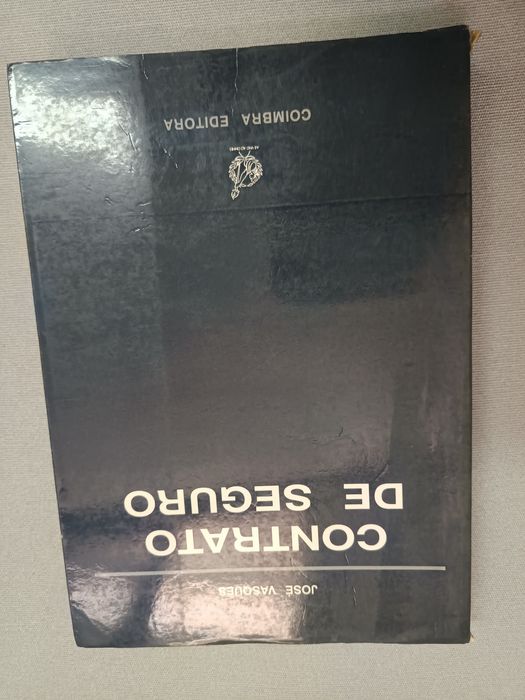 JOSÉ VASQUES
CONTRATO
DE SEGURO
COIMBRA EDITORA